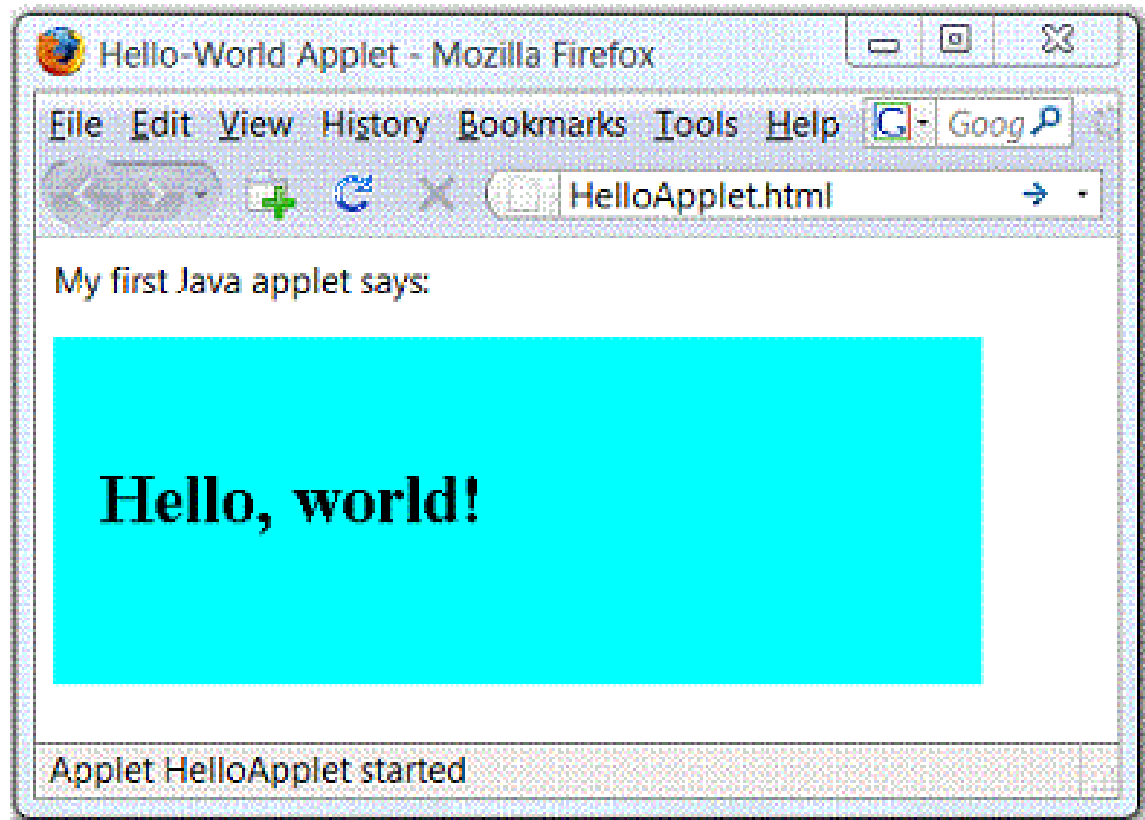 Hello-World Applet - Mozilla Firefox
File Edit View History Bookmarks Tools Help G Goog
HelloApplet.html
My first Java applet says:
Hello, world!
Applet HelloApplet started